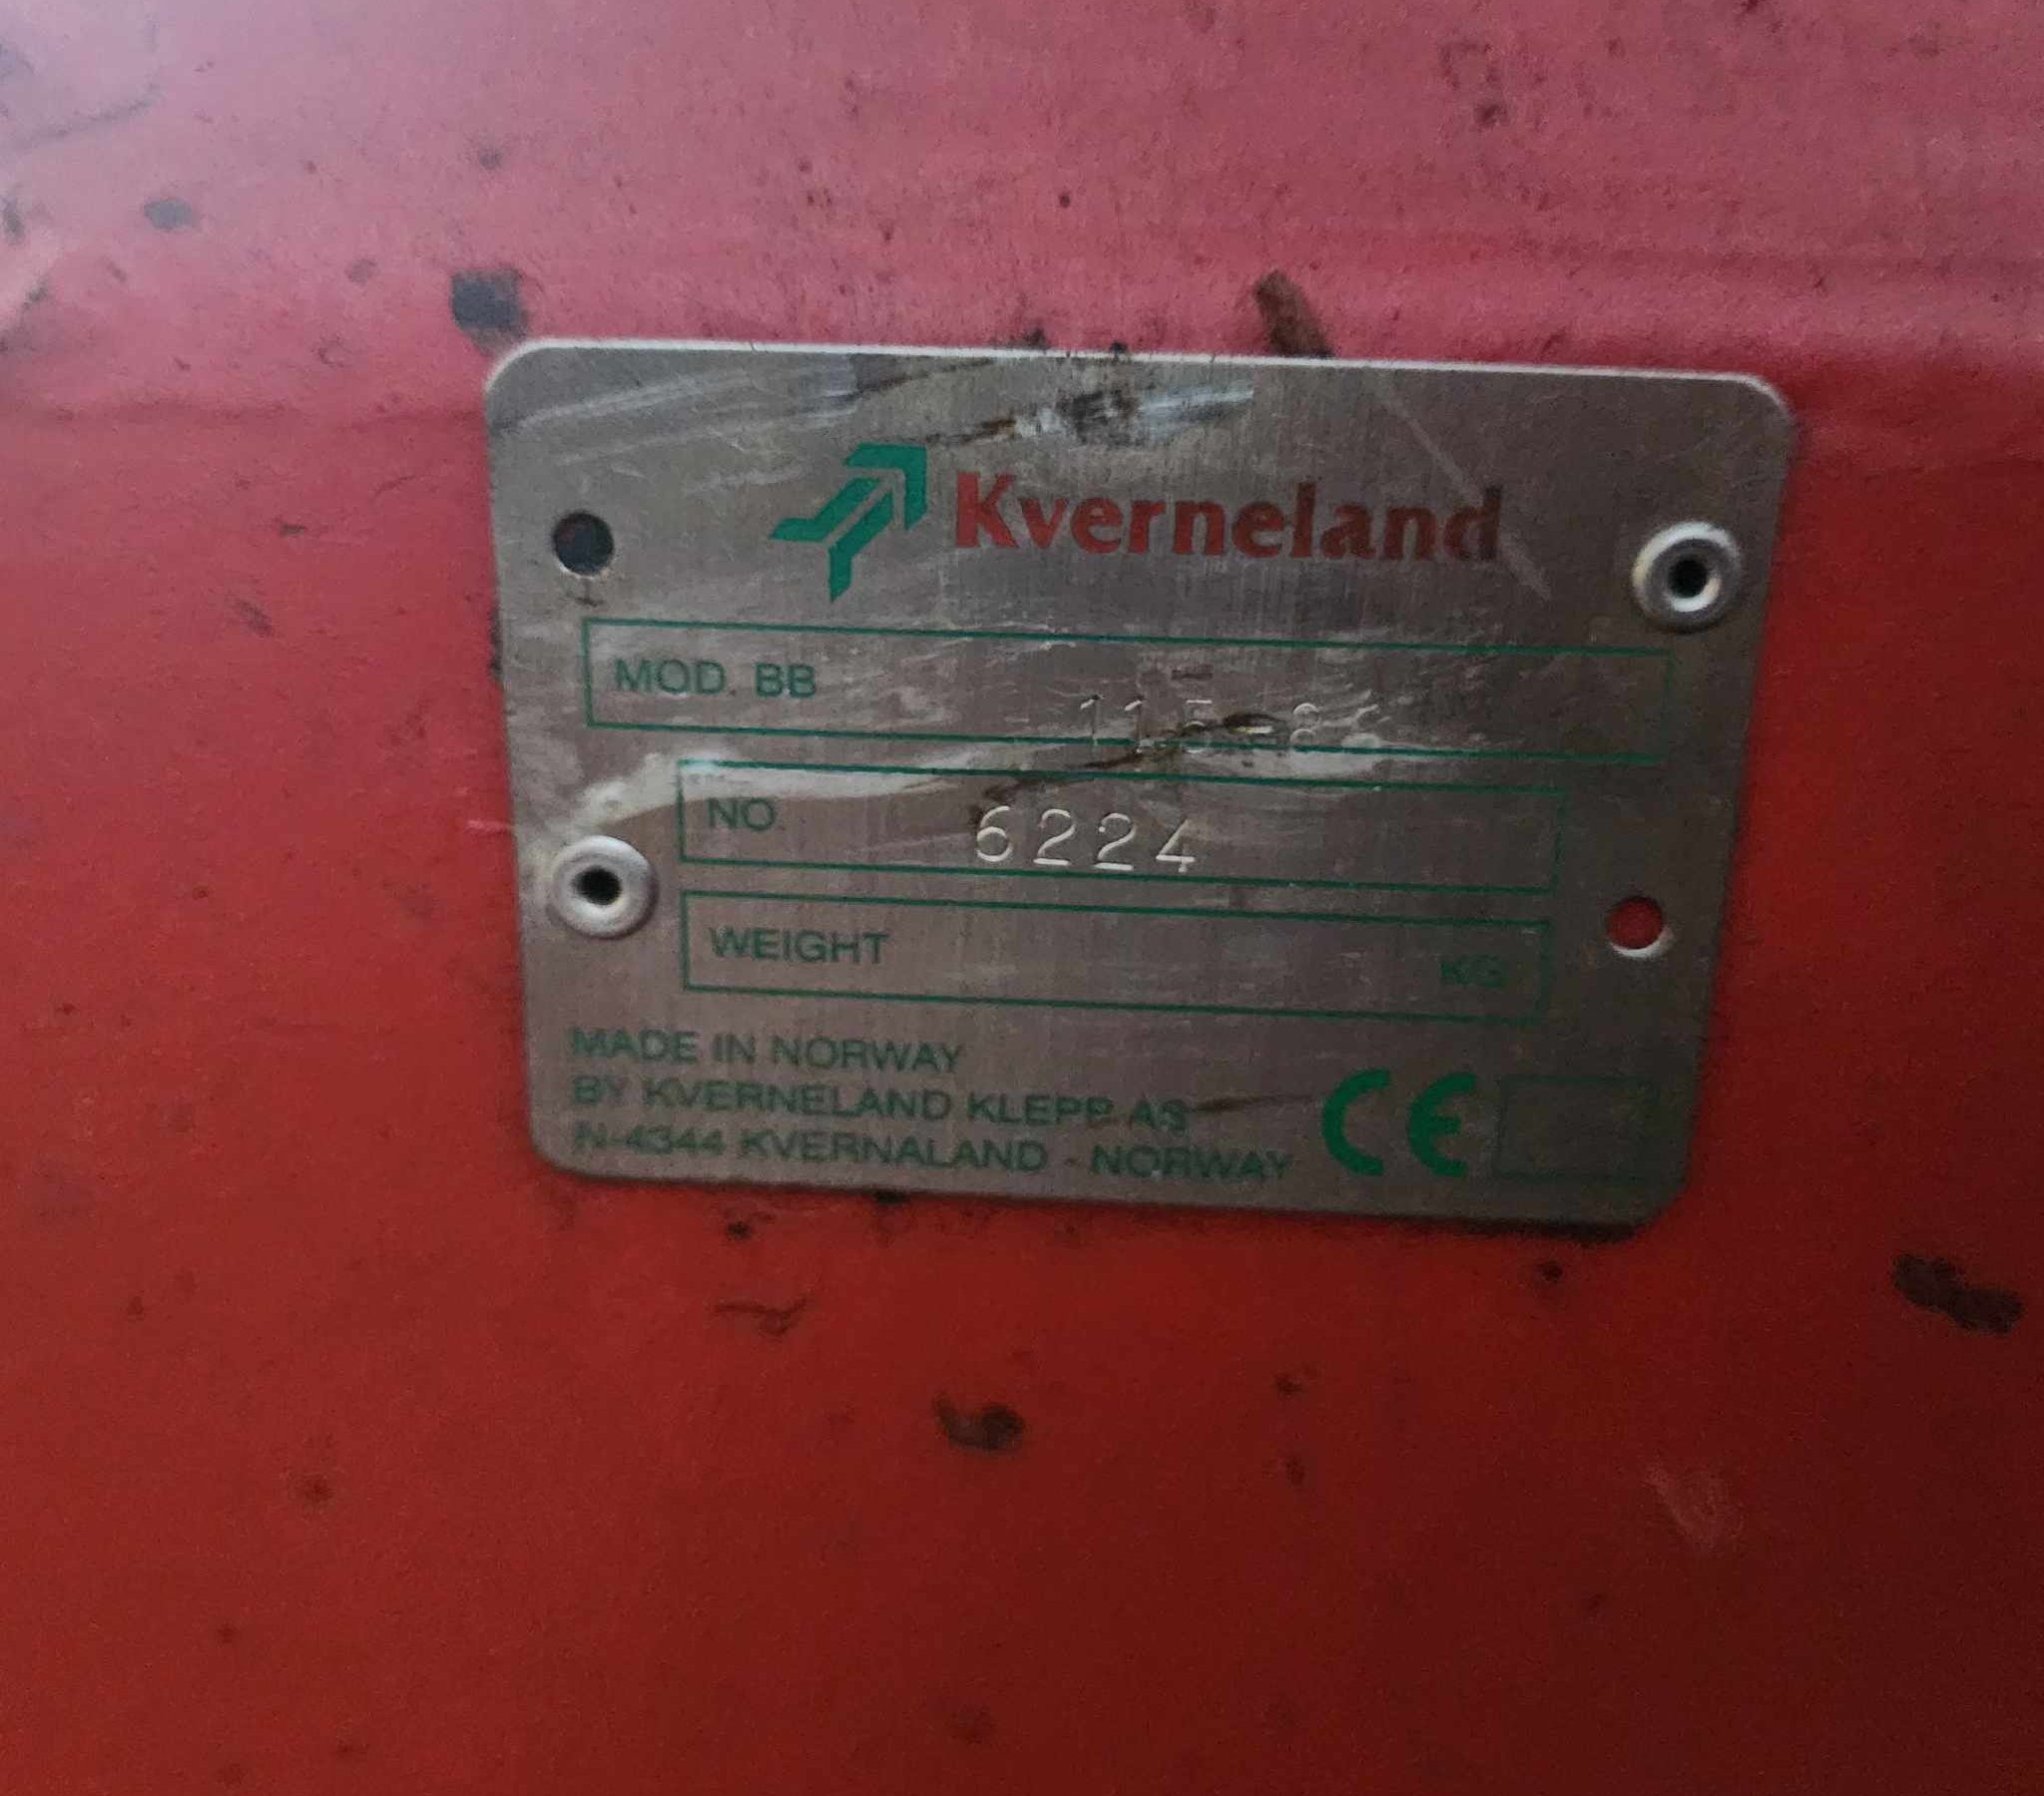 Kverneland
MOD. BB
NO. 6224
WEIGHT KG
MADE IN NORWAY
BY KVERNELAND KLEPP AS
N-4344 KVERNALAND - NORWAY CE